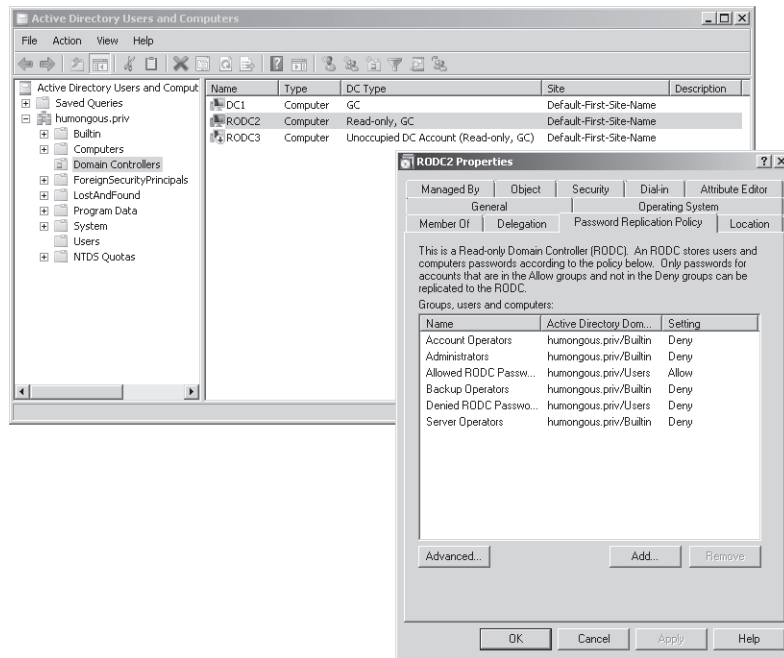 Active Directory Users and Computers
File Action View Help
Active Directory Users and Comput
Saved Queries
humongous.priv
Builtin
Computers
Domain Controllers
ForeignSecurityPrincipals
LostAndFound
Program Data
System
Users
NTDS Quotas
Name Type DC Type Site Description
DC1 Computer GC Default-First-Site-Name
RODC2 Computer Read-only, GC Default-First-Site-Name
RODC3 Computer Unoccupied DC Account (Read-only, GC) Default-First-Site-Name
RODC2 Properties
Managed By Object Security Dial-in Attribute Editor
General Operating System
Member Of Delegation Password Replication Policy Location
This is a Read-only Domain Controller (RODC). An RODC stores users and
computers passwords according to the policy below. Only passwords for
accounts that are in the Allow groups and not in the Deny groups can be
replicated to the RODC.
Groups, users and computers:
Name Active Directory Dom... Setting
Account Operators humongous.priv/Builtin Deny
Administrators humongous.priv/Builtin Deny
Allowed RODC Passw... humongous.priv/Users Allow
Backup Operators humongous.priv/Builtin Deny
Denied RODC Passwo... humongous.priv/Users Deny
Server Operators humongous.priv/Builtin Deny
Advanced... Add... Remove
OK Cancel Apply Help